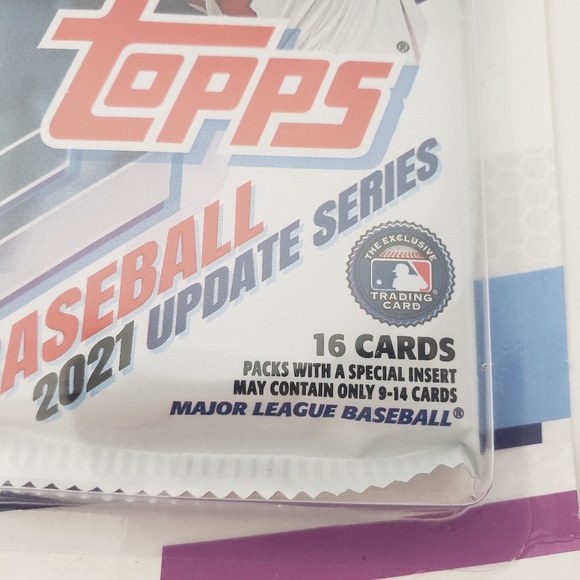 TOPPS®
BASEBALL
2021 UPDATE SERIES
THE EXCLUSIVE
TRADING
CARD
16 CARDS
PACKS WITH A SPECIAL INSERT
MAY CONTAIN ONLY 9-14 CARDS
MAJOR LEAGUE BASEBALL®